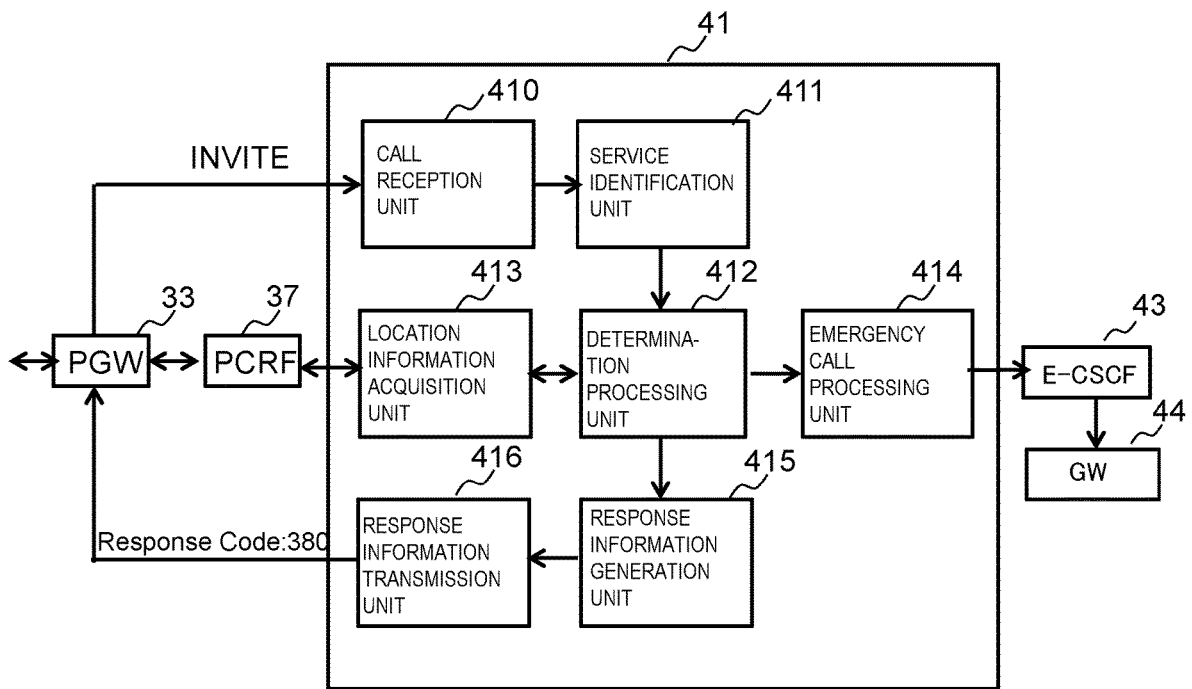 41
410
411
INVITE
CALL
RECEPTION
UNIT
SERVICE
IDENTIFICATION
UNIT
413
412
414
33
37
43
PGW
PCRF
LOCATION
INFORMATION
ACQUISITION
UNIT
DETERMINA-
TION
PROCESSING
UNIT
EMERGENCY
CALL
PROCESSING
UNIT
E-CSCF
44
GW
416
415
Response Code:380
RESPONSE
INFORMATION
TRANSMISSION
UNIT
RESPONSE
INFORMATION
GENERATION
UNIT